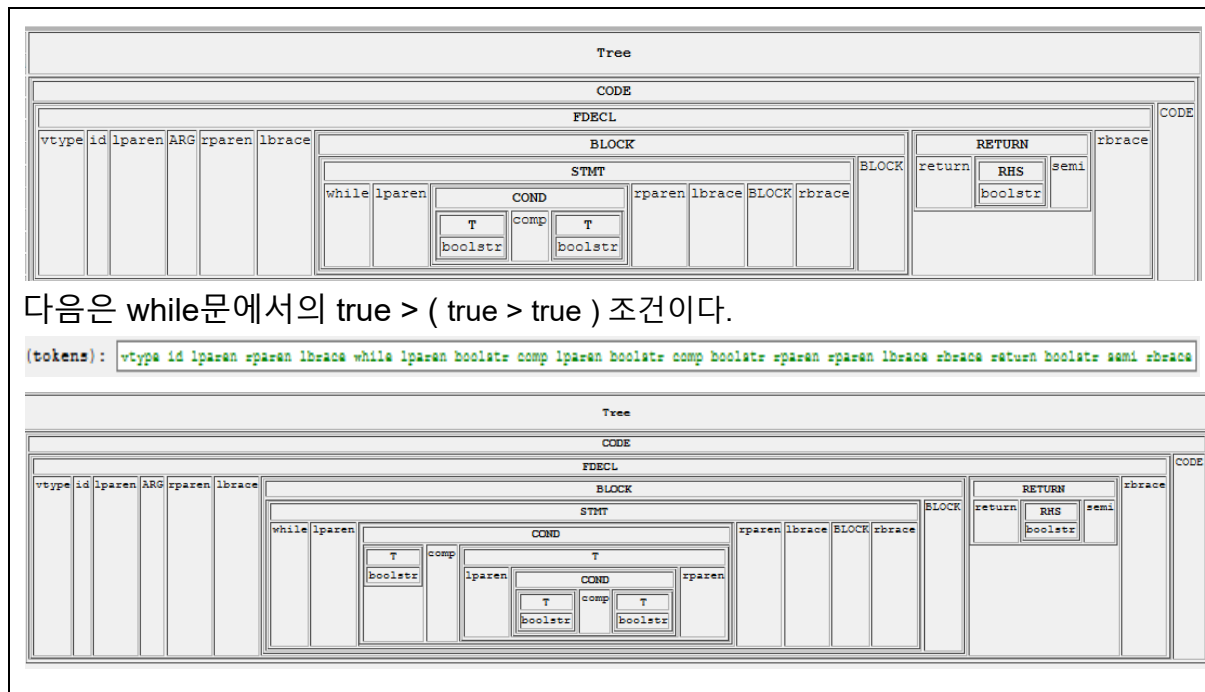 Tree
CODE
FDECL CODE
vtype id lparen ARG rparen lbrace BLOCK RETURN rbrace
STMT BLOCK return RHS semi
while lparen COND rparen lbrace BLOCK rbrace boolstr
T comp T
boolstr boolstr
다음은 while문에서의 true > ( true > true ) 조건이다.
(tokens): vtype id lparen rparen lbrace while lparen boolstr comp lparen boolstr comp boolstr rparen rparen lbrace rbrace return boolstr semi rbrace
Tree
CODE
FDECL CODE
vtype id lparen ARG rparen lbrace BLOCK RETURN rbrace
STMT BLOCK return RHS semi
while lparen COND rparen lbrace BLOCK rbrace boolstr
T comp T
boolstr lparen COND rparen
T comp T
boolstr boolstr